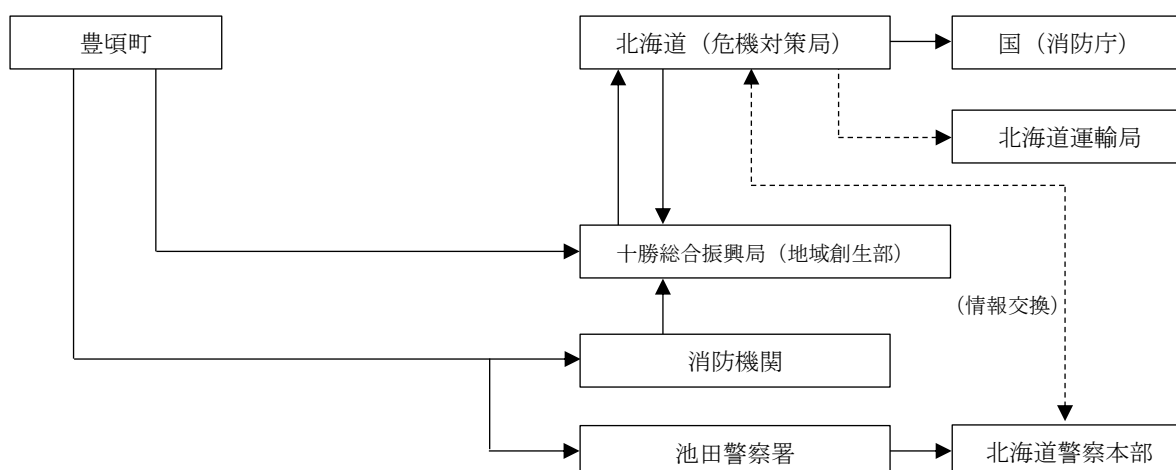 豊頃町
北海道（危機対策局）
国（消防庁）
北海道運輸局
十勝総合振興局（地域創生部）
（情報交換）
消防機関
池田警察署
北海道警察本部